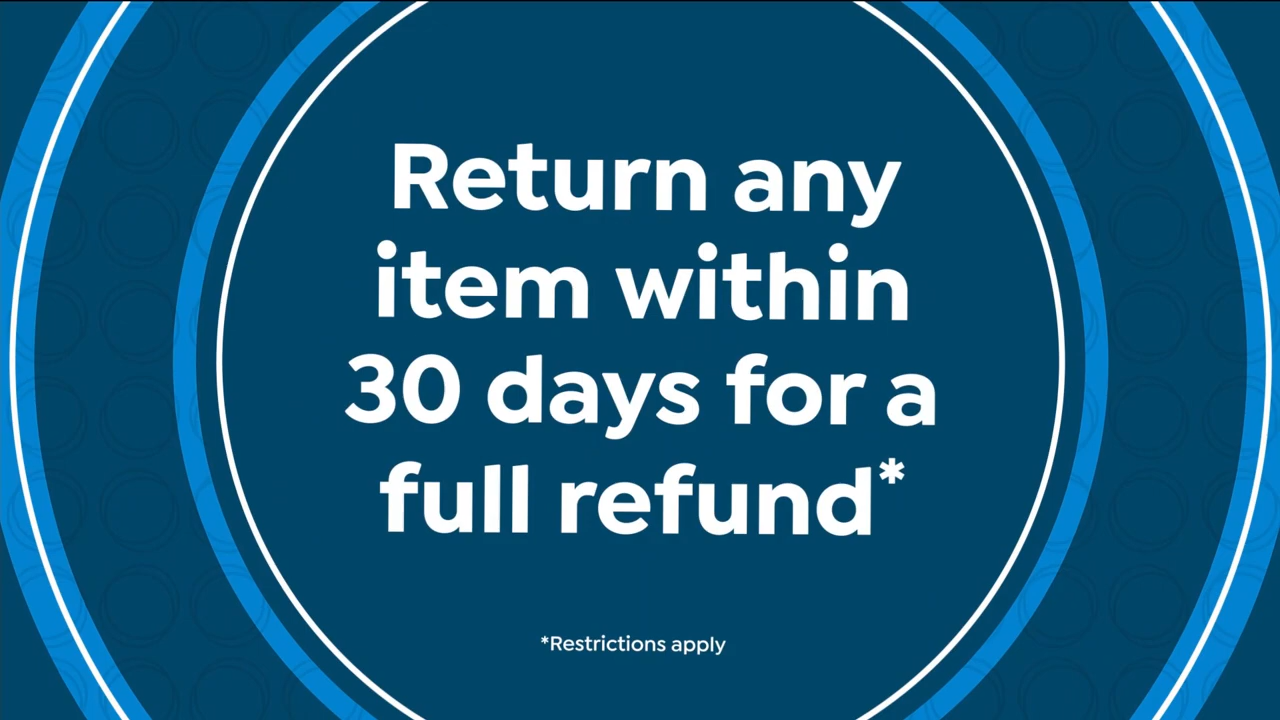 Return any
item within
30 days for a
full refund*
*Restrictions apply